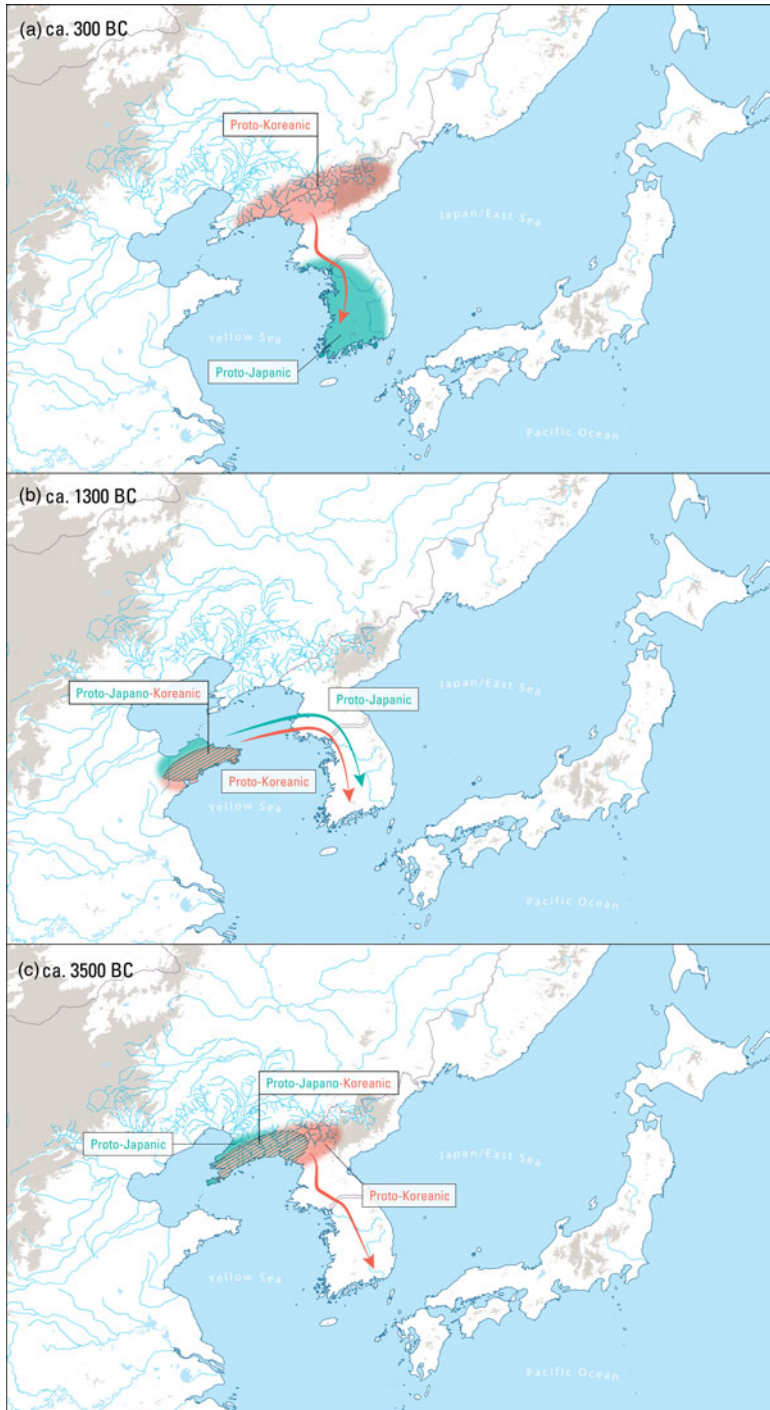 (a) ca. 300 BC
Proto-Koreanic
Japan/East Sea
Yellow Sea
Proto-Japanic
Pacific Ocean
(b) ca. 1300 BC
Proto-Japano-Koreanic
Proto-Japanic
Japan/East Sea
Proto-Koreanic
Yellow Sea
Pacific Ocean
(c) ca. 3500 BC
Proto-Japano-Koreanic
Proto-Japanic
Japan/East Sea
Proto-Koreanic
Yellow Sea
Pacific Ocean